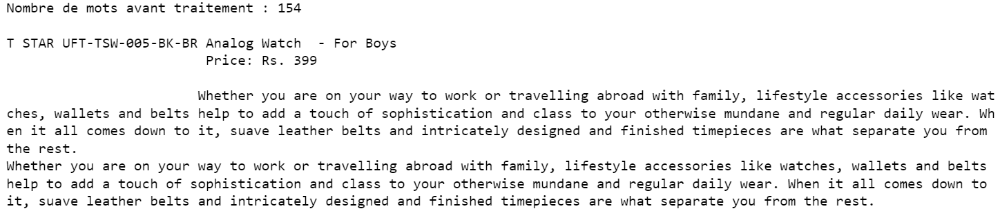 Nombre de mots avant traitement : 154
T STAR UFT-TSW-005-BK-BR Analog Watch  - For Boys
Price: Rs. 399
Whether you are on your way to work or travelling abroad with family, lifestyle accessories like wat
ches, wallets and belts help to add a touch of sophistication and class to your otherwise mundane and regular daily wear. Wh
en it all comes down to it, suave leather belts and intricately designed and finished timepieces are what separate you from
the rest.
Whether you are on your way to work or travelling abroad with family, lifestyle accessories like watches, wallets and belts
help to add a touch of sophistication and class to your otherwise mundane and regular daily wear. When it all comes down to
it, suave leather belts and intricately designed and finished timepieces are what separate you from the rest.